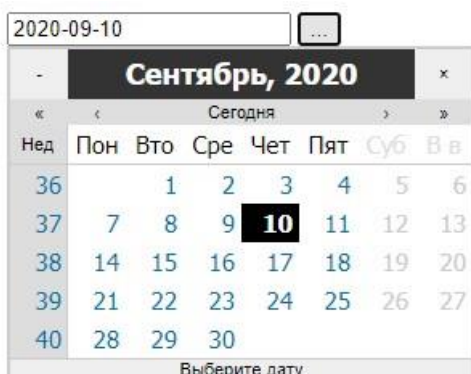 2020-09-10 ...
- Сентябрь, 2020 ×
« ‹ Сегодня › »
Нед Пон Вто Сре Чет Пят Суб В в
36 1 2 3 4 5 6
37 7 8 9 10 11 12 13
38 14 15 16 17 18 19 20
39 21 22 23 24 25 26 27
40 28 29 30
Выберите дату